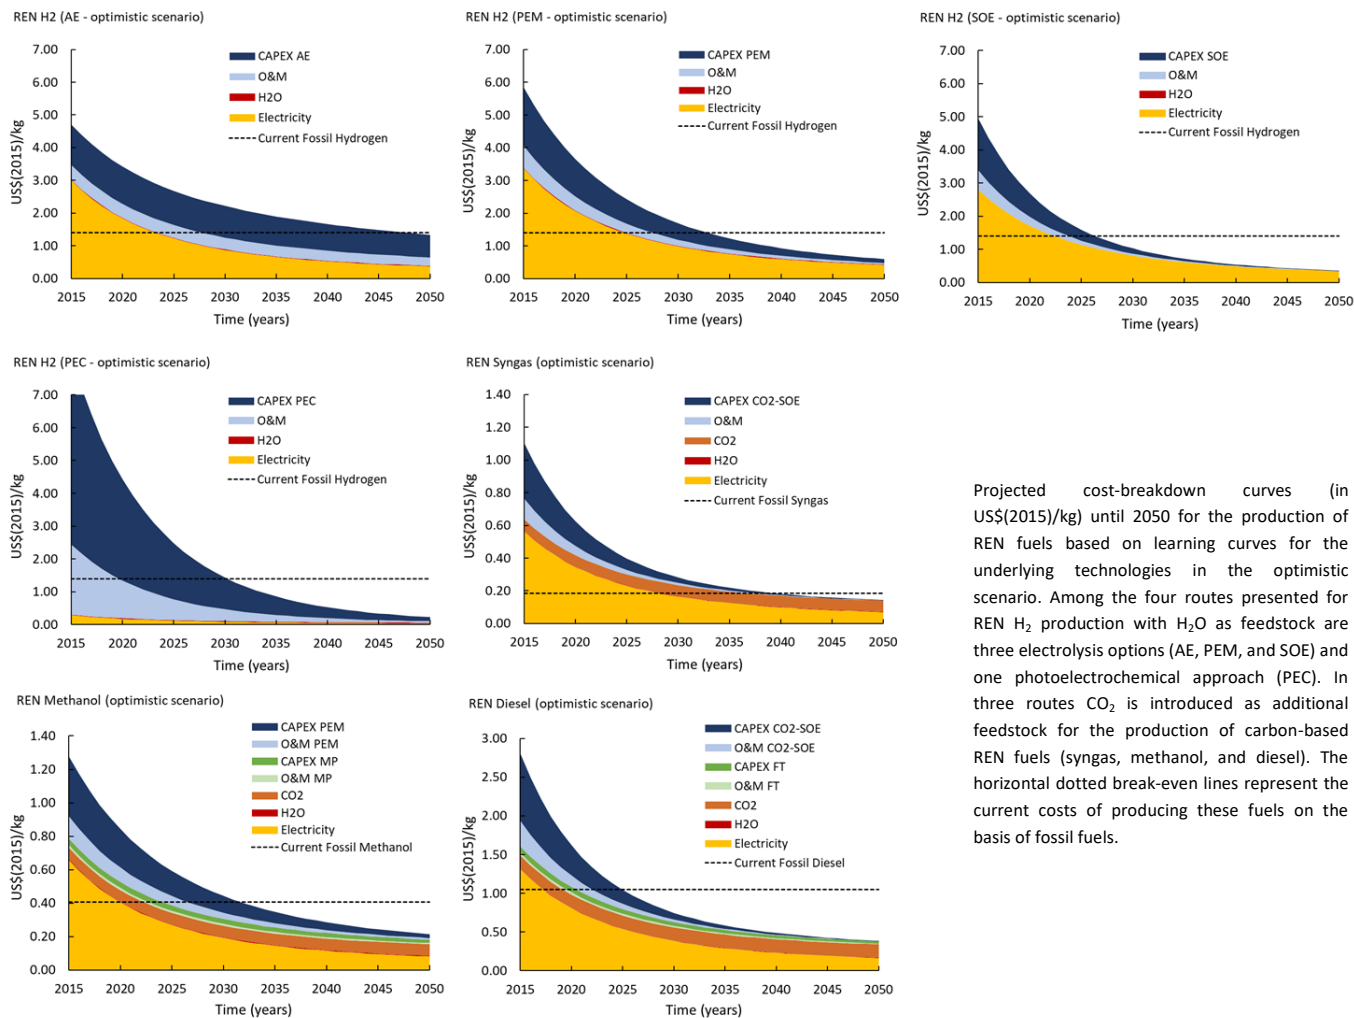 REN H2 (AE - optimistic scenario)
7.00
6.00
5.00
4.00
3.00
2.00
1.00
0.00
US$(2015)/kg
CAPEX AE
O&M
H2O
Electricity
Current Fossil Hydrogen
2015 2020 2025 2030 2035 2040 2045 2050
Time (years)
REN H2 (PEM - optimistic scenario)
7.00
6.00
5.00
4.00
3.00
2.00
1.00
0.00
US$(2015)/kg
CAPEX PEM
O&M
H2O
Electricity
Current Fossil Hydrogen
2015 2020 2025 2030 2035 2040 2045 2050
Time (years)
REN H2 (SOE - optimistic scenario)
7.00
6.00
5.00
4.00
3.00
2.00
1.00
0.00
US$(2015)/kg
CAPEX SOE
O&M
H2O
Electricity
Current Fossil Hydrogen
2015 2020 2025 2030 2035 2040 2045 2050
Time (years)
REN H2 (PEC - optimistic scenario)
7.00
6.00
5.00
4.00
3.00
2.00
1.00
0.00
US$(2015)/kg
CAPEX PEC
O&M
H2O
Electricity
Current Fossil Hydrogen
2015 2020 2025 2030 2035 2040 2045 2050
Time (years)
REN Syngas (optimistic scenario)
1.40
1.20
1.00
0.80
0.60
0.40
0.20
0.00
US$(2015)/kg
CAPEX CO2-SOE
O&M
CO2
H2O
Electricity
Current Fossil Syngas
2015 2020 2025 2030 2035 2040 2045 2050
Time (years)
Projected cost-breakdown curves (in
US$(2015)/kg) until 2050 for the production of
REN fuels based on learning curves for the
underlying technologies in the optimistic
scenario. Among the four routes presented for
REN H₂ production with H₂O as feedstock are
three electrolysis options (AE, PEM, and SOE) and
one photoelectrochemical approach (PEC). In
three routes CO₂ is introduced as additional
feedstock for the production of carbon-based
REN fuels (syngas, methanol, and diesel). The
horizontal dotted break-even lines represent the
current costs of producing these fuels on the
basis of fossil fuels.
REN Methanol (optimistic scenario)
1.40
1.20
1.00
0.80
0.60
0.40
0.20
0.00
US$(2015)/kg
CAPEX PEM
O&M PEM
CAPEX MP
O&M MP
CO2
H2O
Electricity
Current Fossil Methanol
2015 2020 2025 2030 2035 2040 2045 2050
Time (years)
REN Diesel (optimistic scenario)
3.00
2.50
2.00
1.50
1.00
0.50
0.00
US$(2015)/kg
CAPEX CO2-SOE
O&M CO2-SOE
CAPEX FT
O&M FT
CO2
H2O
Electricity
Current Fossil Diesel
2015 2020 2025 2030 2035 2040 2045 2050
Time (years)